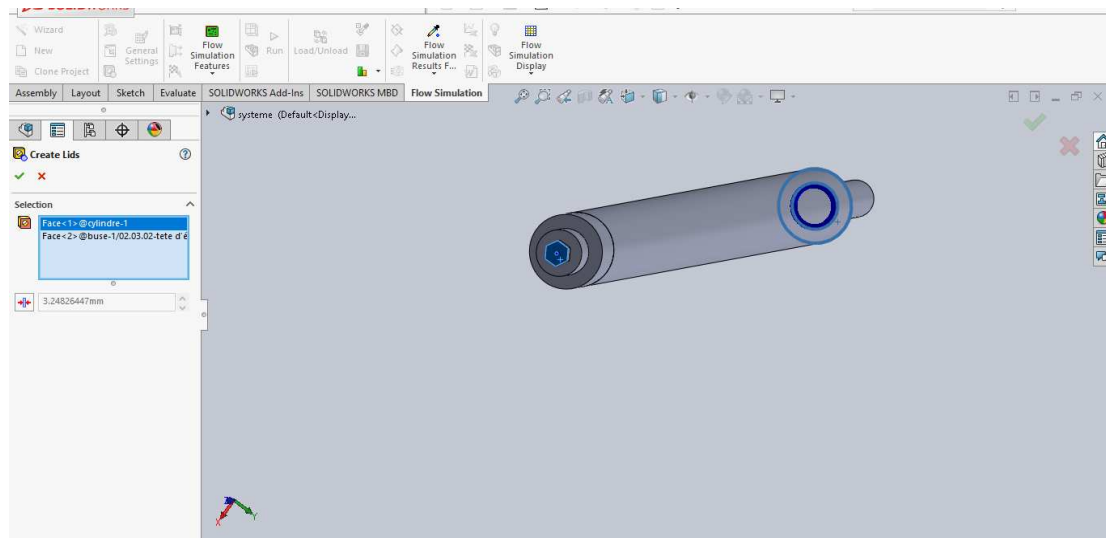 Wizard
New
Clone Project
General
Settings
Flow
Simulation
Features
Run
Load/Unload
Flow
Simulation
Results F...
Flow
Simulation
Display
Assembly
Layout
Sketch
Evaluate
SOLIDWORKS Add-Ins
SOLIDWORKS MBD
Flow Simulation
systeme (Default<Display...
Create Lids
Selection
Face<1>@cylindre-1
Face<2>@buse-1/02.03.02-tete d'é
3.24826447mm
X
Y